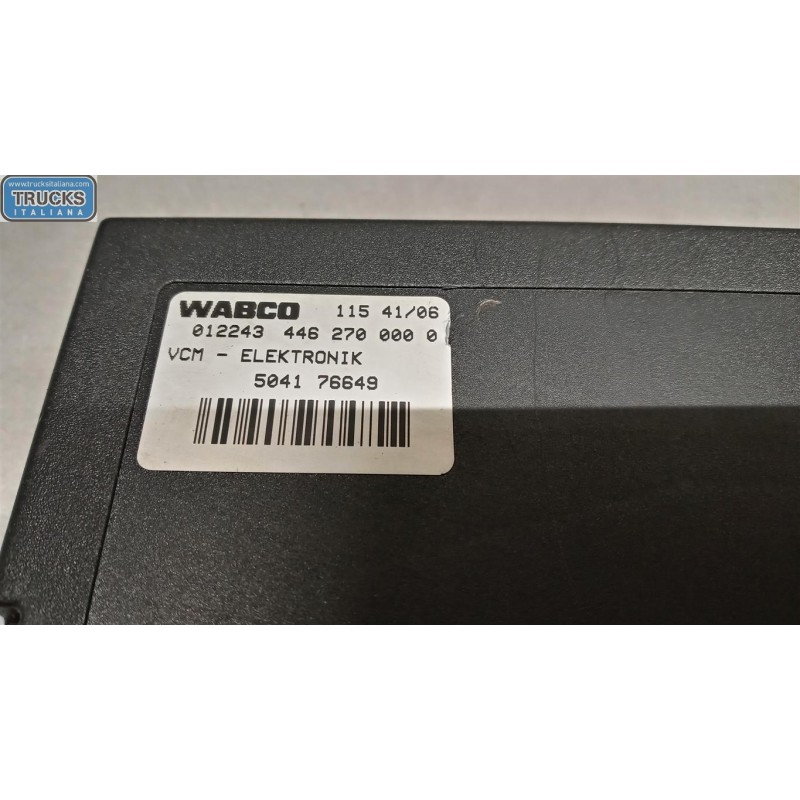 www.trucksitaliana.com
TRUCKS
ITALIANA
WABCO 115 41/06
012243 446 270 000 0
VCM - ELEKTRONIK
5041 76649